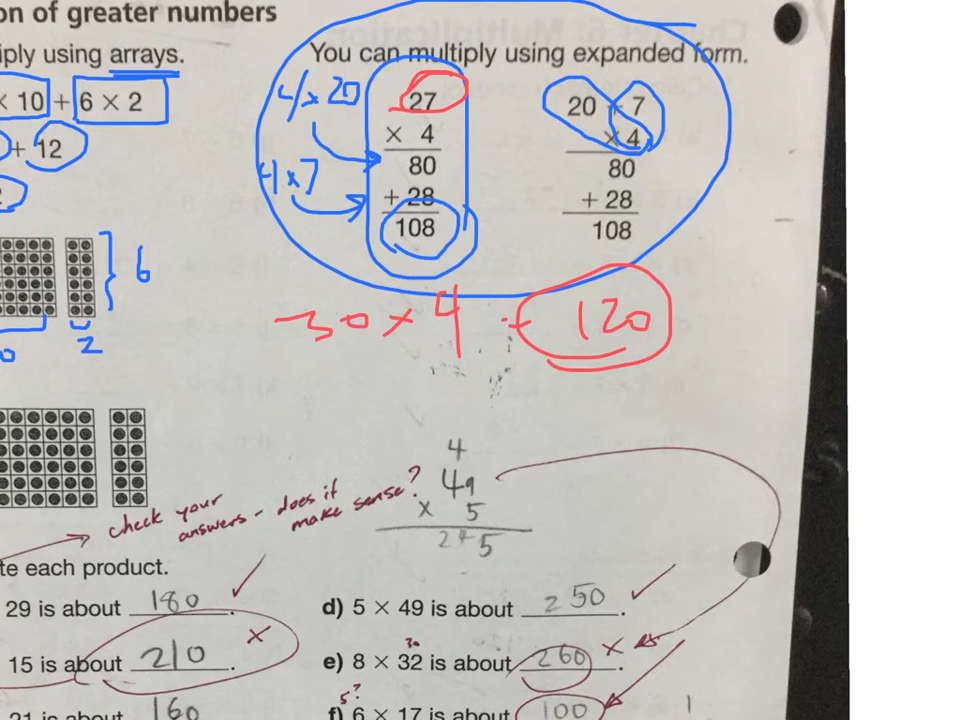 on of greater numbers
iply using arrays.
× 10 + 6 × 2
+ 12
6
2
You can multiply using expanded form.
4 × 20
4 × 7
27
× 4
80
+ 28
108
20 + 7
× 4
80
+ 28
108
30 × 4 = 120
4
49
× 5
245
check your
answers - does it
make sense?
te each product.
29 is about 180.
15 is about 210.
21 is about 160
d) 5 × 49 is about 250.
30
e) 8 × 32 is about 260.
5?
f) 6 × 17 is about 100